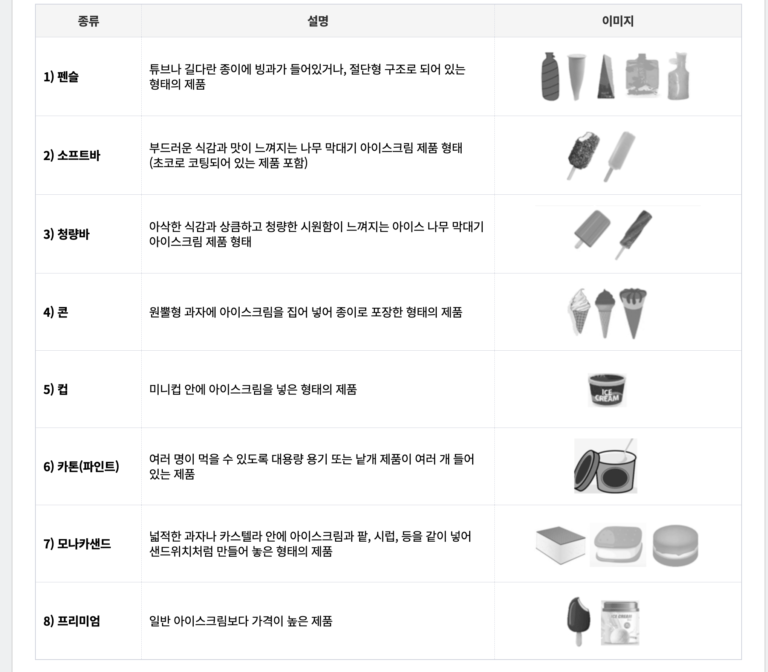 종류
설명
이미지
1) 펜슬
튜브나 길다란 종이에 빙과가 들어있거나, 절단형 구조로 되어 있는
형태의 제품
2) 소프트바
부드러운 식감과 맛이 느껴지는 나무 막대기 아이스크림 제품 형태
(초코로 코팅되어 있는 제품 포함)
3) 청량바
아삭한 식감과 상큼하고 청량한 시원함이 느껴지는 아이스 나무 막대기
아이스크림 제품 형태
4) 콘
원뿔형 과자에 아이스크림을 집어 넣어 종이로 포장한 형태의 제품
5) 컵
미니컵 안에 아이스크림을 넣은 형태의 제품
ICE
CREAM
6) 카톤(파인트)
여러 명이 먹을 수 있도록 대용량 용기 또는 낱개 제품이 여러 개 들어
있는 제품
7) 모나카샌드
넓적한 과자나 카스텔라 안에 아이스크림과 팥, 시럽, 등을 같이 넣어
샌드위치처럼 만들어 놓은 형태의 제품
8) 프리미엄
일반 아이스크림보다 가격이 높은 제품